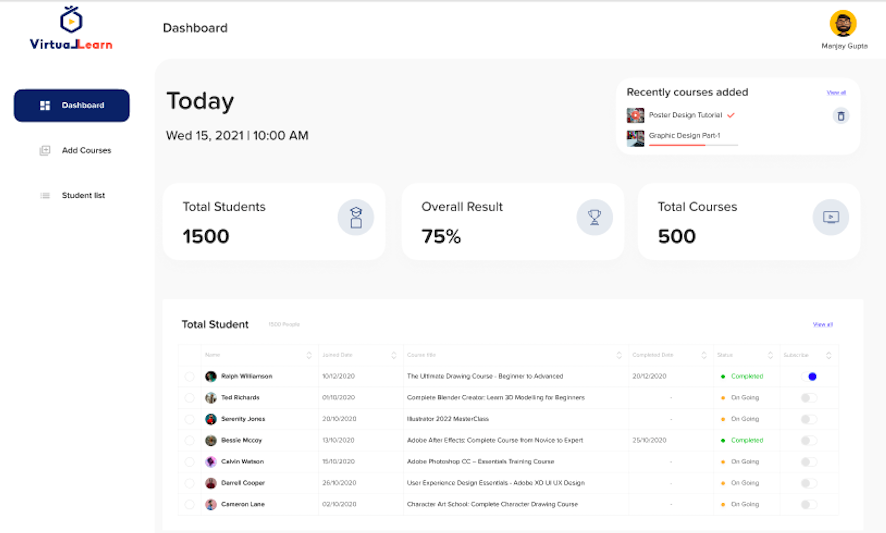 VirtuaLLearn
Dashboard
Manjay Gupta
Dashboard
Add Courses
Student list
Today
Wed 15, 2021 | 10:00 AM
Recently courses added
View all
Poster Design Tutorial
Graphic Design Part-1
Total Students
1500
Overall Result
75%
Total Courses
500
Total Student 1500 People View all
Name Joined Date Course title Completed Date Status Subscribe
Ralph Williamson 10/12/2020 The Ultimate Drawing Course - Beginner to Advanced 20/12/2020 Completed
Ted Richards 01/10/2020 Complete Blender Creator: Learn 3D Modelling for Beginners - On Going
Serenity Jones 20/10/2020 Illustrator 2022 MasterClass - On Going
Bessie Mccoy 13/10/2020 Adobe After Effects: Complete Course from Novice to Expert 25/10/2020 Completed
Calvin Watson 15/10/2020 Adobe Photoshop CC – Essentials Training Course - On Going
Darrell Cooper 26/10/2020 User Experience Design Essentials - Adobe XD UI UX Design - On Going
Cameron Lane 02/10/2020 Character Art School: Complete Character Drawing Course - On Going